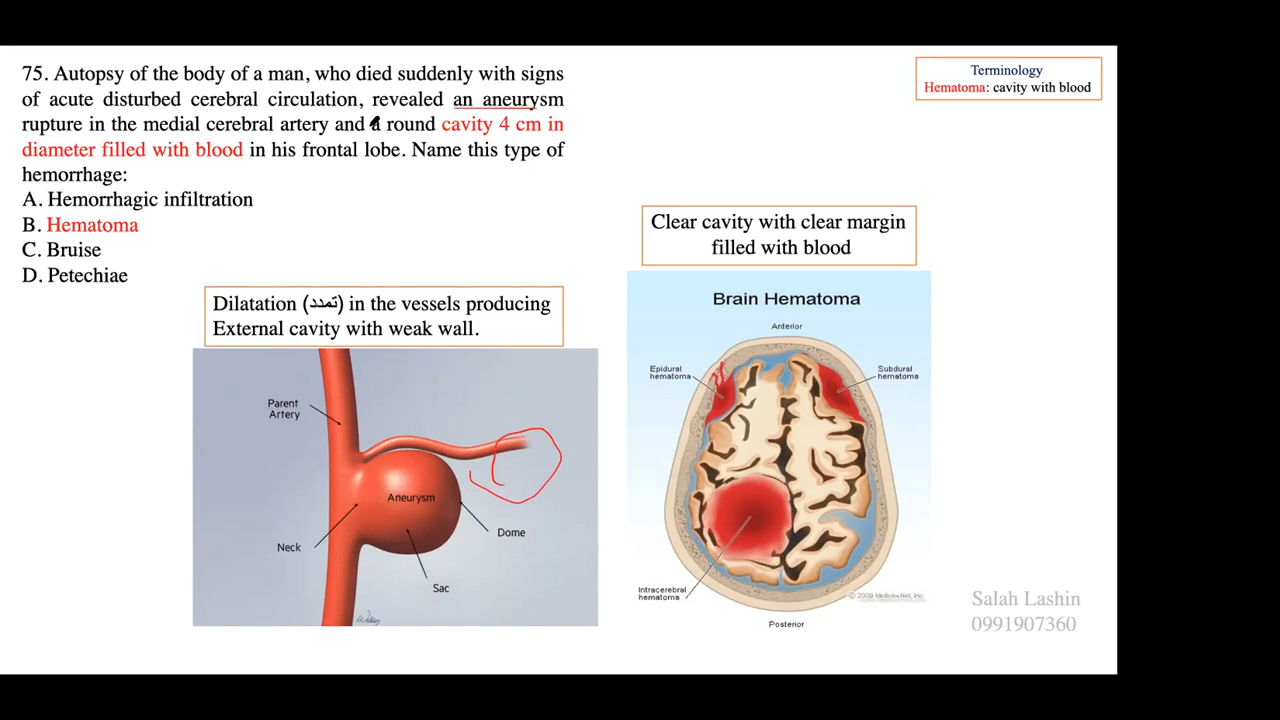 75. Autopsy of the body of a man, who died suddenly with signs
of acute disturbed cerebral circulation, revealed an aneurysm
rupture in the medial cerebral artery and a round cavity 4 cm in
diameter filled with blood in his frontal lobe. Name this type of
hemorrhage:
A. Hemorrhagic infiltration
B. Hematoma
C. Bruise
D. Petechiae
Terminology
Hematoma: cavity with blood
Clear cavity with clear margin
filled with blood
Dilatation (تمدد) in the vessels producing
External cavity with weak wall.
Parent
Artery
Aneurysm
Neck
Dome
Sac
Brain Hematoma
Anterior
Epidural
hematoma
Subdural
hematoma
Intracerebral
hematoma
© 2009 MedicineNet, Inc.
Posterior
Salah Lashin
0991907360